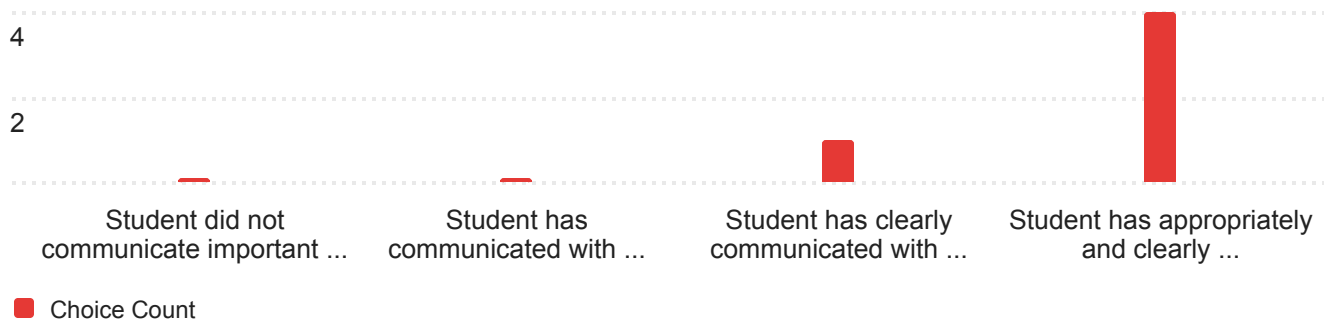 4
2
Student did not
communicate important ...
Student has
communicated with ...
Student has clearly
communicated with ...
Student has appropriately
and clearly ...
Choice Count